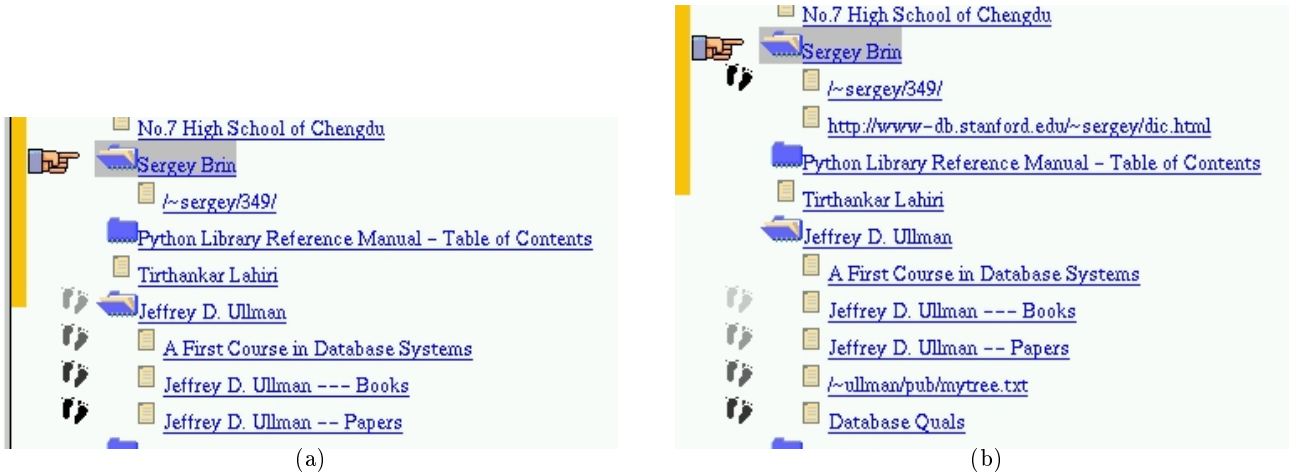 No.7 High School of Chengdu
Sergey Brin
/~sergey/349/
Python Library Reference Manual - Table of Contents
Tirthankar Lahiri
Jeffrey D. Ullman
A First Course in Database Systems
Jeffrey D. Ullman --- Books
Jeffrey D. Ullman -- Papers
(a)
No.7 High School of Chengdu
Sergey Brin
/~sergey/349/
http://www-db.stanford.edu/~sergey/dic.html
Python Library Reference Manual - Table of Contents
Tirthankar Lahiri
Jeffrey D. Ullman
A First Course in Database Systems
Jeffrey D. Ullman --- Books
Jeffrey D. Ullman -- Papers
/~ullman/pub/mytree.txt
Database Quals
(b)